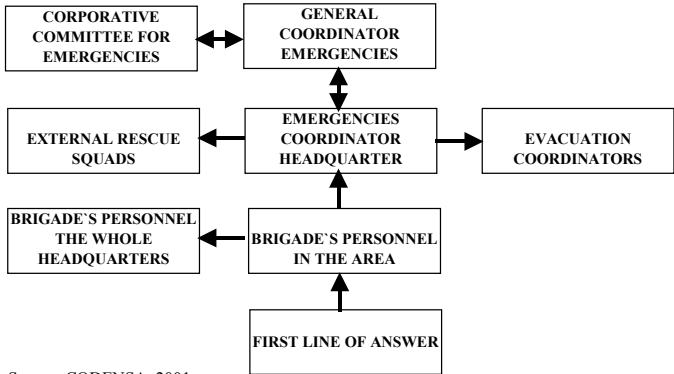 CORPORATIVE
COMMITTEE FOR
EMERGENCIES
GENERAL
COORDINATOR
EMERGENCIES
EXTERNAL RESCUE
SQUADS
EMERGENCIES
COORDINATOR
HEADQUARTER
EVACUATION
COORDINATORS
BRIGADE`S PERSONNEL
THE WHOLE
HEADQUARTERS
BRIGADE`S PERSONNEL
IN THE AREA
FIRST LINE OF ANSWER